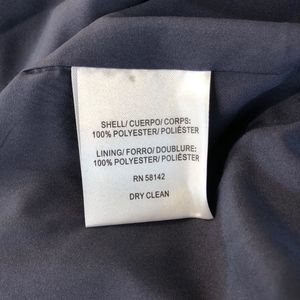 SHELL/ CUERPO/ CORPS:
100% POLYESTER/ POLIÉSTER
LINING/ FORRO/ DOUBLURE:
100% POLYESTER/ POLIÉSTER
RN 58142
DRY CLEAN